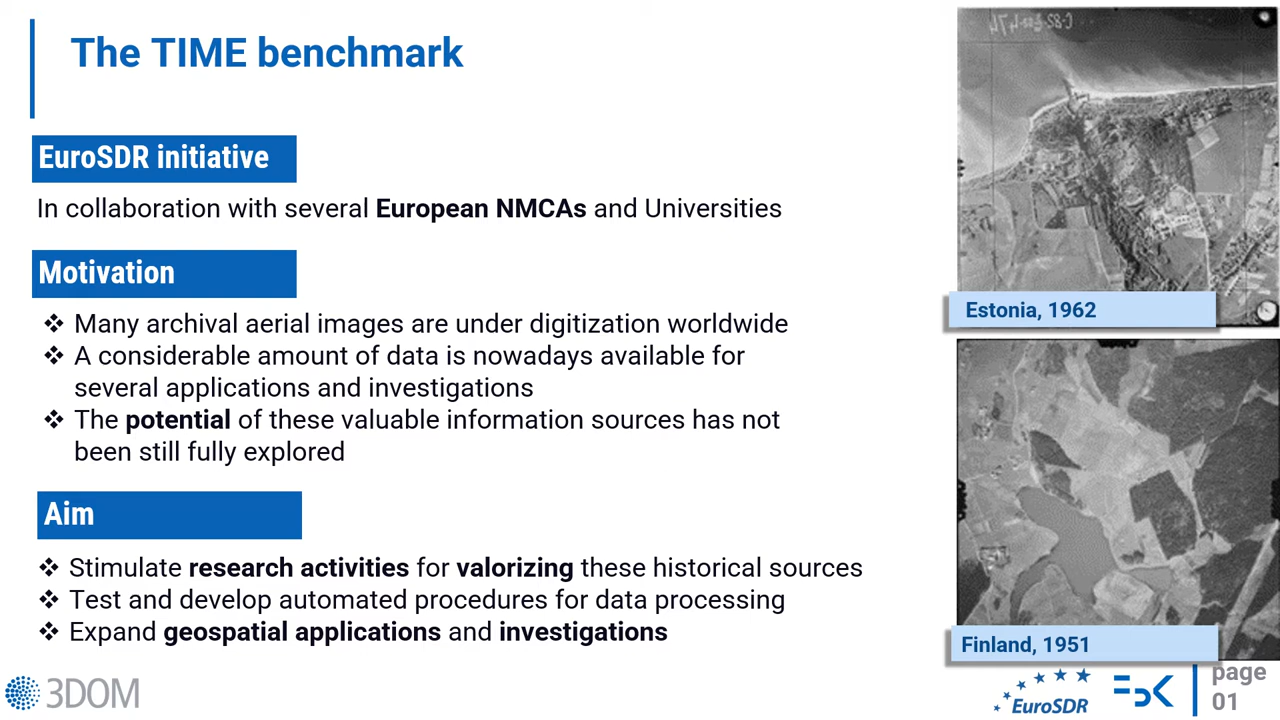 The TIME benchmark
EuroSDR initiative
In collaboration with several European NMCAs and Universities
Motivation
❖ Many archival aerial images are under digitization worldwide
❖ A considerable amount of data is nowadays available for
several applications and investigations
❖ The potential of these valuable information sources has not
been still fully explored
Aim
❖ Stimulate research activities for valorizing these historical sources
❖ Test and develop automated procedures for data processing
❖ Expand geospatial applications and investigations
Estonia, 1962
Finland, 1951
3DOM
EuroSDR
FBK
page
01